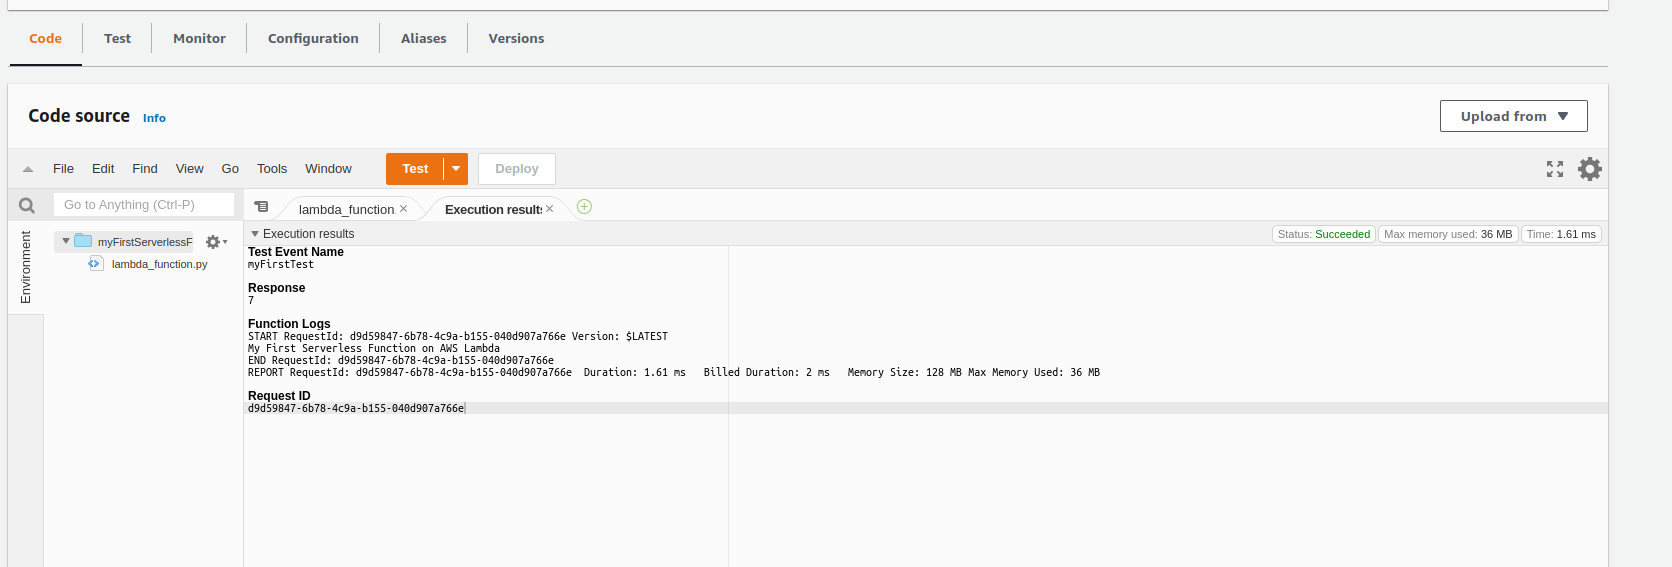 Code Test Monitor Configuration Aliases Versions
Code source Info
Upload from
File Edit Find View Go Tools Window Test Deploy
Go to Anything (Ctrl-P)
lambda_function Execution results
Environment
myFirstServerlessF
lambda_function.py
Execution results Status: Succeeded Max memory used: 36 MB Time: 1.61 ms
Test Event Name
myFirstTest
Response
7
Function Logs
START RequestId: d9d59847-6b78-4c9a-b155-040d907a766e Version: $LATEST
My First Serverless Function on AWS Lambda
END RequestId: d9d59847-6b78-4c9a-b155-040d907a766e
REPORT RequestId: d9d59847-6b78-4c9a-b155-040d907a766e Duration: 1.61 ms Billed Duration: 2 ms Memory Size: 128 MB Max Memory Used: 36 MB
Request ID
d9d59847-6b78-4c9a-b155-040d907a766e